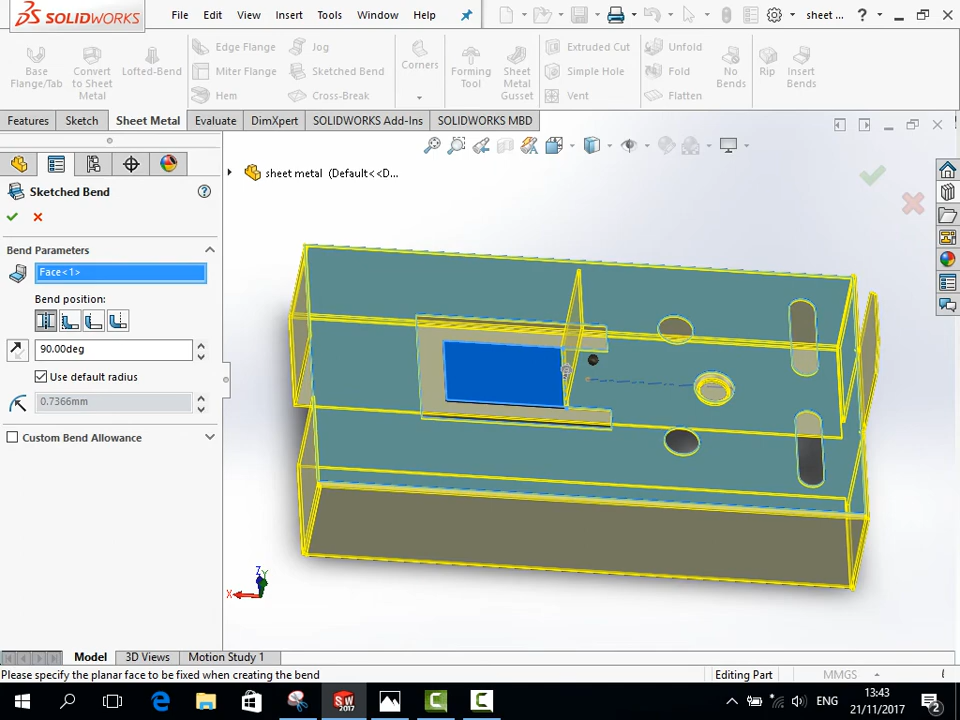 SOLIDWORKS
File Edit View Insert Tools Window Help
sheet ...
Base Flange/Tab
Convert to Sheet Metal
Lofted-Bend
Edge Flange
Miter Flange
Hem
Jog
Sketched Bend
Cross-Break
Corners
Forming Tool
Sheet Metal Gusset
Extruded Cut
Simple Hole
Vent
Unfold
Fold
Flatten
No Bends
Rip
Insert Bends
Features Sketch Sheet Metal Evaluate DimXpert SOLIDWORKS Add-Ins SOLIDWORKS MBD
sheet metal (Default<<D...
Sketched Bend
Bend Parameters
Face<1>
Bend position:
90.00deg
Use default radius
0.7366mm
Custom Bend Allowance
Z
Y
X
Model 3D Views Motion Study 1
Please specify the planar face to be fixed when creating the bend
Editing Part
MMGS
SW
2017
ENG
13:43
21/11/2017
2